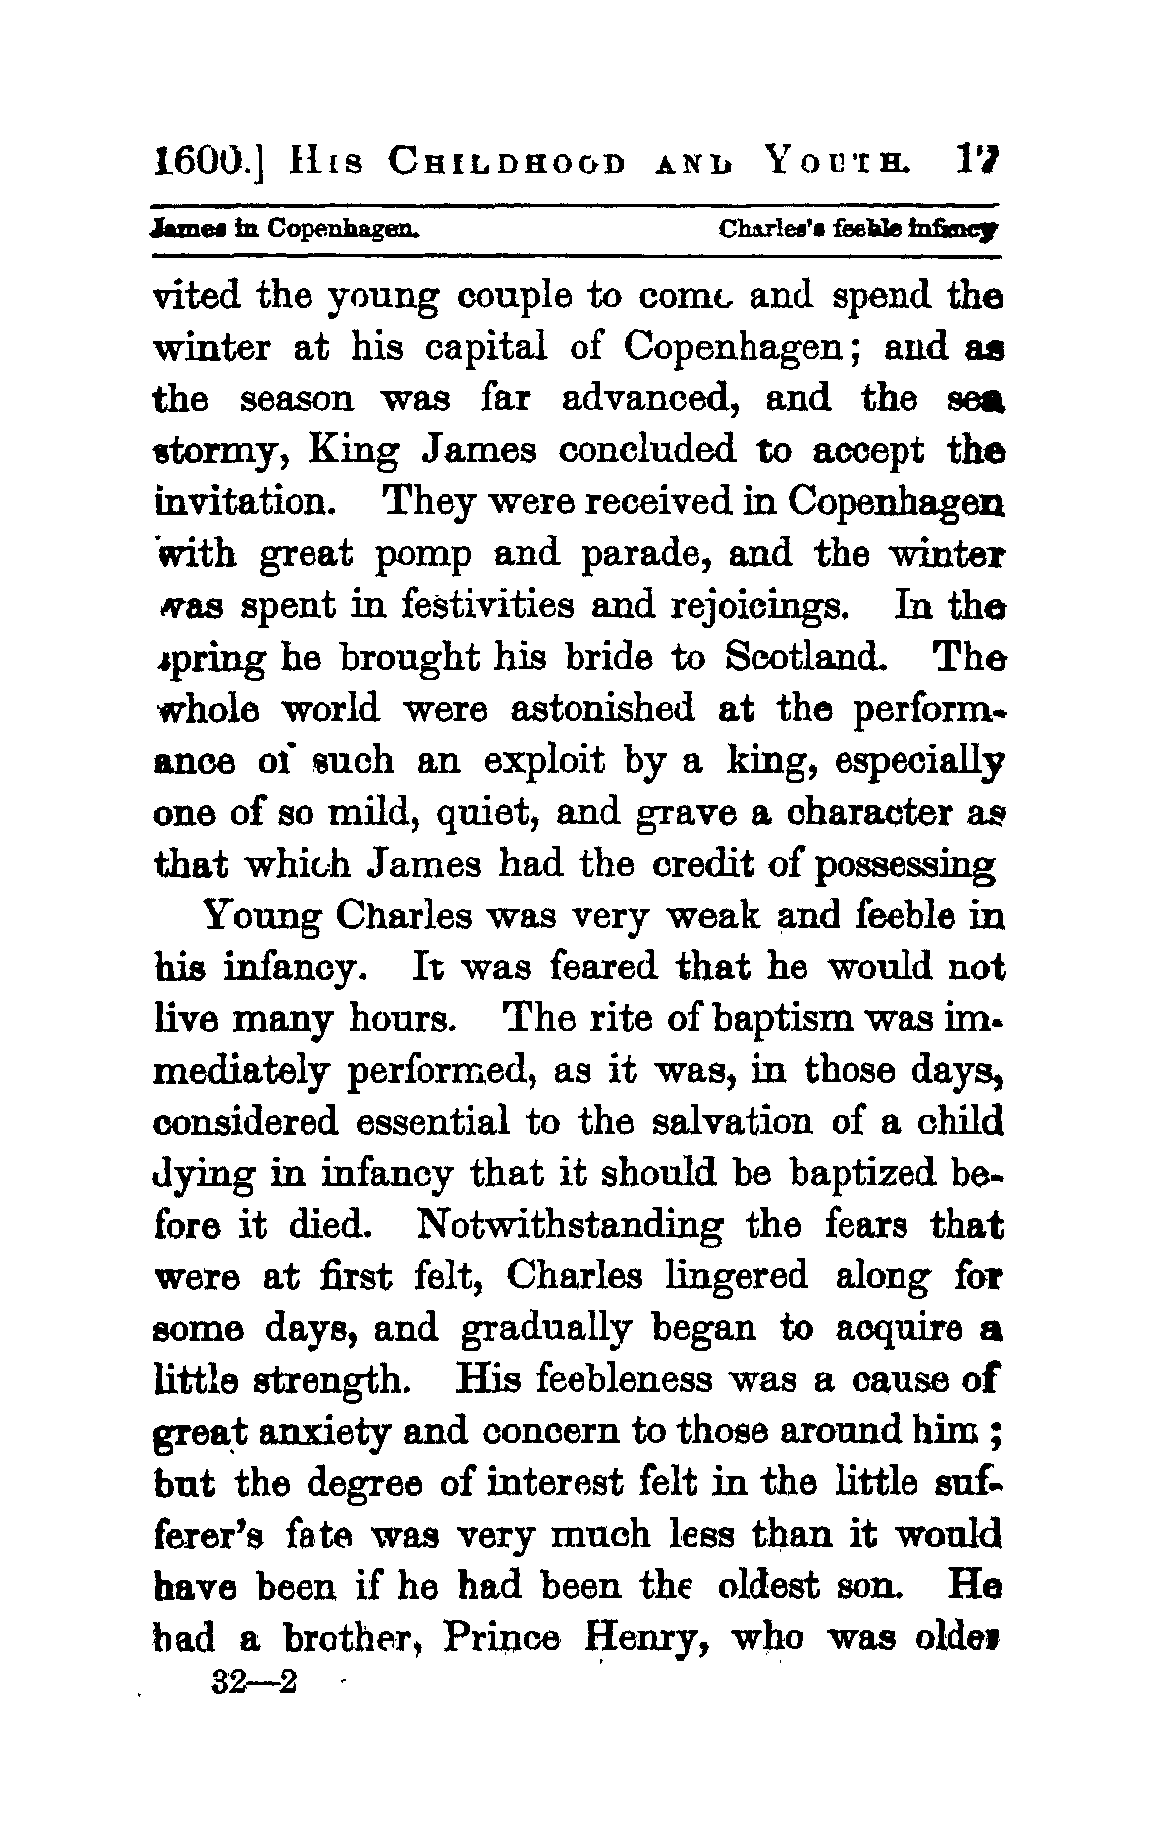 1600.] His Childhood and Youth. 17
James in Copenhagen. Charles's feeble infancy
vited the young couple to come and spend the
winter at his capital of Copenhagen; and as
the season was far advanced, and the sea
stormy, King James concluded to accept the
invitation. They were received in Copenhagen
with great pomp and parade, and the winter
was spent in festivities and rejoicings. In the
spring he brought his bride to Scotland. The
whole world were astonished at the perform-
ance of such an exploit by a king, especially
one of so mild, quiet, and grave a character as
that which James had the credit of possessing
Young Charles was very weak and feeble in
his infancy. It was feared that he would not
live many hours. The rite of baptism was im-
mediately performed, as it was, in those days,
considered essential to the salvation of a child
dying in infancy that it should be baptized be-
fore it died. Notwithstanding the fears that
were at first felt, Charles lingered along for
some days, and gradually began to acquire a
little strength. His feebleness was a cause of
great anxiety and concern to those around him;
but the degree of interest felt in the little suf-
ferer's fate was very much less than it would
have been if he had been the oldest son. He
had a brother, Prince Henry, who was older
32—2